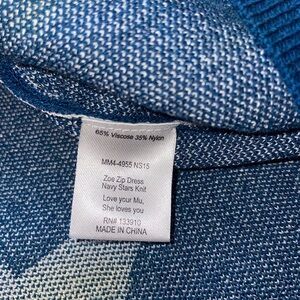 65% Viscose 35% Nylon
MM4-4955 NS15
Zoe Zip Dress
Navy Stars Knit
Love your Mu,
She loves you
RN# 133910
MADE IN CHINA